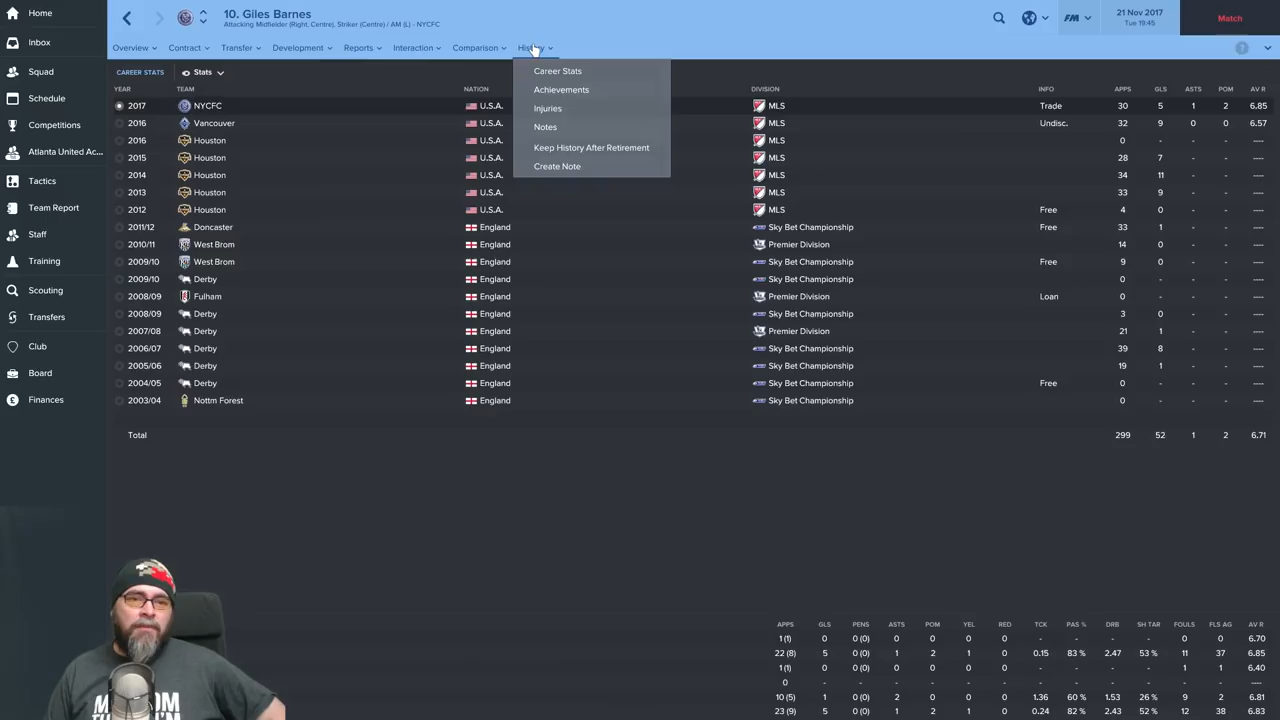 Home
Inbox
Squad
Schedule
Competitions
Atlanta United Ac...
Tactics
Team Report
Staff
Training
Scouting
Transfers
Club
Board
Finances
10. Giles Barnes
Attacking Midfielder (Right, Centre), Striker (Centre) / AM (L) - NYCFC
FM
21 Nov 2017
Tue 19:45
Match
Overview Contract Transfer Development Reports Interaction Comparison History
?
CAREER STATS Stats
Career Stats
Achievements
Injuries
Notes
Keep History After Retirement
Create Note
YEAR TEAM NATION DIVISION INFO APPS GLS ASTS POM AV R
2017 NYCFC U.S.A. MLS Trade 30 5 1 2 6.85
2016 Vancouver U.S.A. MLS Undisc. 32 9 0 0 6.57
2016 Houston U.S.A. MLS 0 - - - ----
2015 Houston U.S.A. MLS 28 7 - - ----
2014 Houston U.S.A. MLS 34 11 - - ----
2013 Houston U.S.A. MLS 33 9 - - ----
2012 Houston U.S.A. MLS Free 4 0 - - ----
2011/12 Doncaster England Sky Bet Championship Free 33 1 - - ----
2010/11 West Brom England Premier Division 14 0 - - ----
2009/10 West Brom England Sky Bet Championship Free 9 0 - - ----
2009/10 Derby England Sky Bet Championship 0 - - - ----
2008/09 Fulham England Premier Division Loan 0 - - - ----
2008/09 Derby England Sky Bet Championship 3 0 - - ----
2007/08 Derby England Premier Division 21 1 - - ----
2006/07 Derby England Sky Bet Championship 39 8 - - ----
2005/06 Derby England Sky Bet Championship 19 1 - - ----
2004/05 Derby England Sky Bet Championship Free 0 - - - ----
2003/04 Nottm Forest England Sky Bet Championship 0 - - - ----
Total 299 52 1 2 6.71
APPS GLS PENS ASTS POM YEL RED TCK PAS % DRB SH TAR FOULS FLS AG AV R
1 (1) 0 0 (0) 0 0 0 0 - - - - 0 0 6.70
22 (8) 5 0 (0) 1 2 1 0 0.15 83 % 2.47 53 % 11 37 6.85
1 (1) 0 0 (0) 0 0 0 0 - - - - 1 1 6.40
0 - - - - - - - - - - - - ----
10 (5) 1 0 (0) 2 0 0 0 1.36 60 % 1.53 26 % 9 2 6.81
23 (9) 5 0 (0) 1 2 1 0 0.24 82 % 2.43 52 % 12 38 6.83